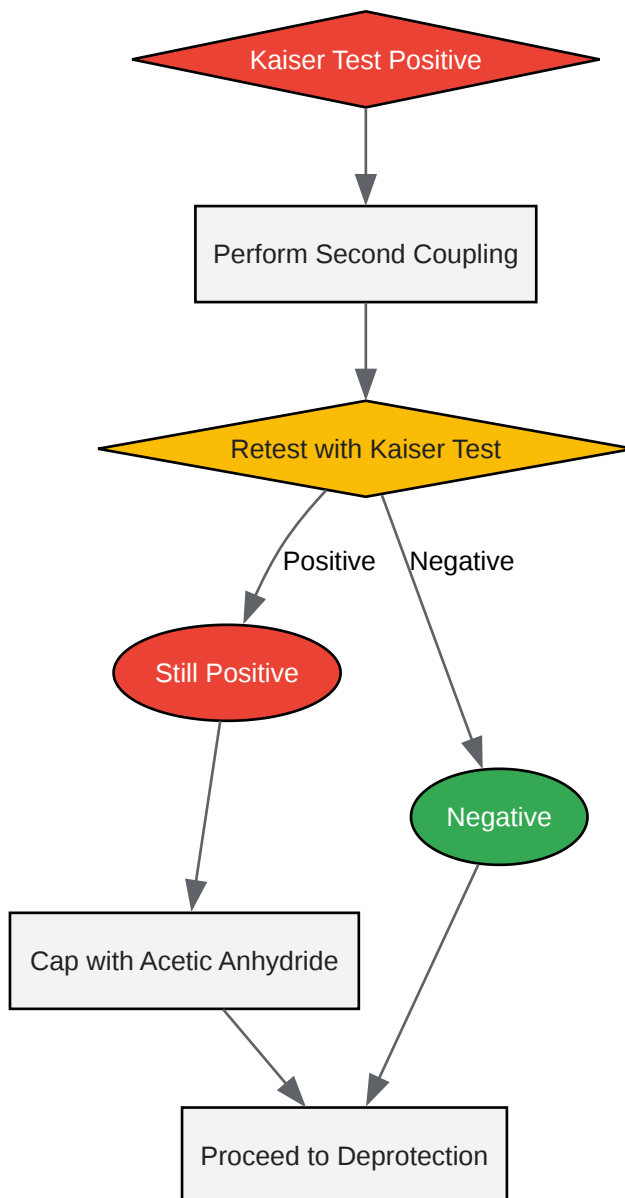 Kaiser Test Positive
Perform Second Coupling
Retest with Kaiser Test
Positive
Negative
Still Positive
Negative
Cap with Acetic Anhydride
Proceed to Deprotection